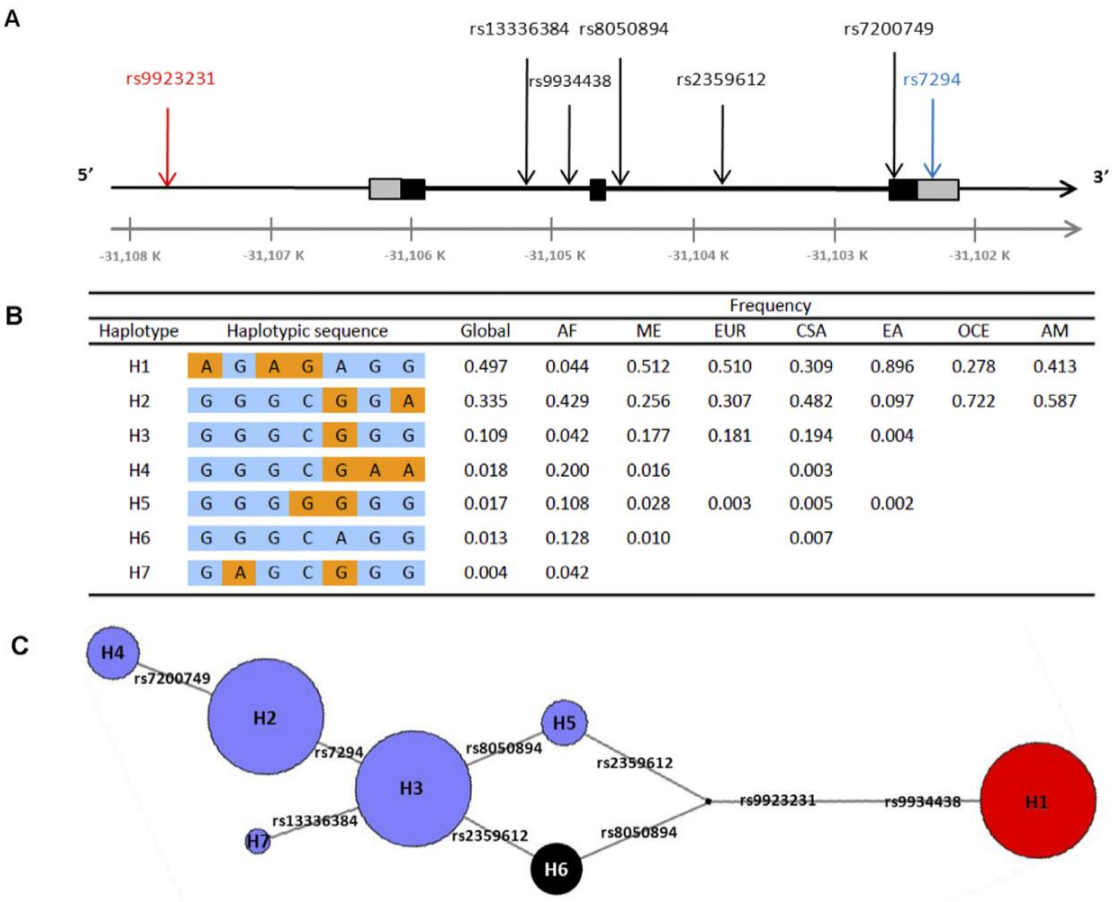 A
rs13336384 rs8050894 rs7200749
rs9923231 rs9934438 rs2359612 rs7294
5’ 3’
-31,108 K -31,107 K -31,106 K -31,105 K -31,104 K -31,103 K -31,102 K
B
Frequency
Haplotype Haplotypic sequence Global AF ME EUR CSA EA OCE AM
H1 A G A G A G G 0.497 0.044 0.512 0.510 0.309 0.896 0.278 0.413
H2 G G G C G G A 0.335 0.429 0.256 0.307 0.482 0.097 0.722 0.587
H3 G G G C G G G 0.109 0.042 0.177 0.181 0.194 0.004
H4 G G G C G A A 0.018 0.200 0.016 0.003
H5 G G G G G G G 0.017 0.108 0.028 0.003 0.005 0.002
H6 G G G C A G G 0.013 0.128 0.010 0.007
H7 G A G C G G G 0.004 0.042
C
H4
rs7200749
H2
rs7294
H3
rs13336384
H7
rs8050894
H5
rs2359612
rs2359612
H6
rs8050894
rs9923231 rs9934438
H1